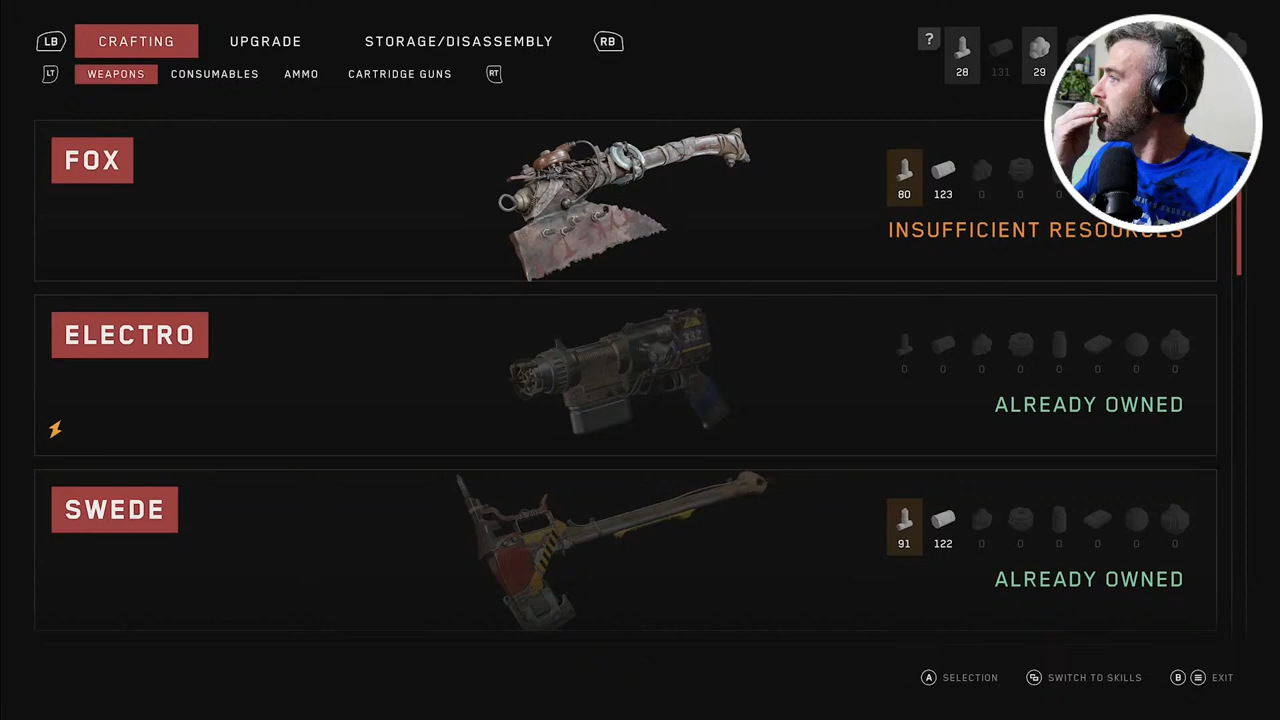 LB CRAFTING UPGRADE STORAGE/DISASSEMBLY RB
LT WEAPONS CONSUMABLES AMMO CARTRIDGE GUNS RT
? 28 131 29
FOX
80 123 0 0
INSUFFICIENT RESOURCES
ELECTRO
332
0 0 0 0 0 0 0 0
ALREADY OWNED
SWEDE
91 122 0 0 0 0 0 0
ALREADY OWNED
A SELECTION SWITCH TO SKILLS B EXIT